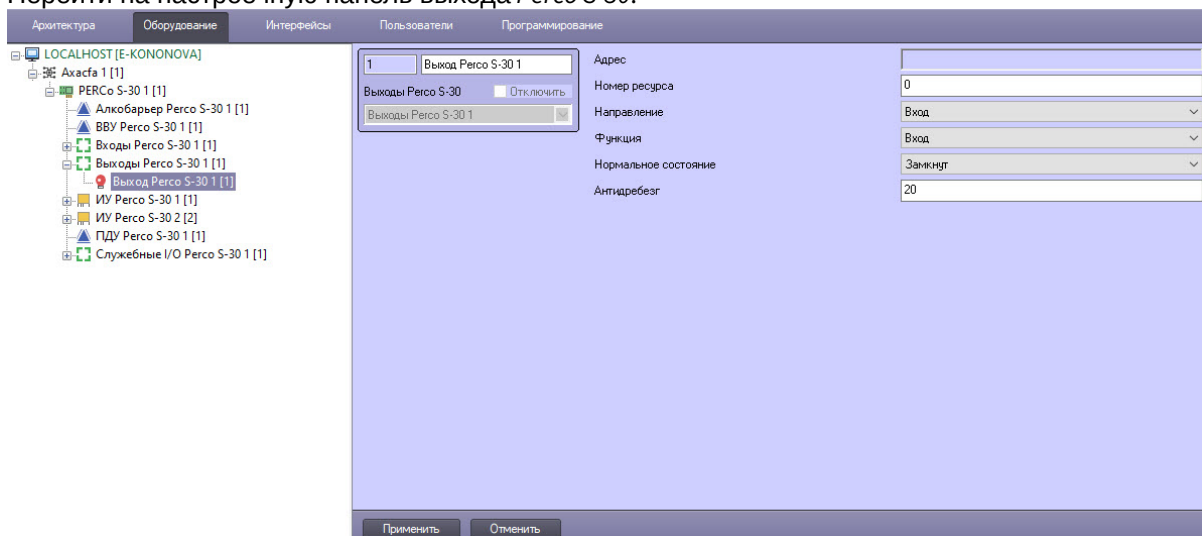 Перейти на настроечную панель выхода Perco S-30.
Архитектура Оборудование Интерфейсы Пользователи Программирование
LOCALHOST [E-KONONOVA]
Axacfa 1 [1]
PERCo S-30 1 [1]
Алкобарьер Perco S-30 1 [1]
ВВУ Perco S-30 1 [1]
Входы Perco S-30 1 [1]
Выходы Perco S-30 1 [1]
Выход Perco S-30 1 [1]
ИУ Perco S-30 1 [1]
ИУ Perco S-30 2 [2]
ПДУ Perco S-30 1 [1]
Служебные I/O Perco S-30 1 [1]
1 Выход Perco S-30 1
Выходы Perco S-30 Отключить
Выходы Perco S-30 1
Адрес
Номер ресурса 0
Направление Вход
Функция Вход
Нормальное состояние Замкнут
Антидребезг 20
Применить Отменить